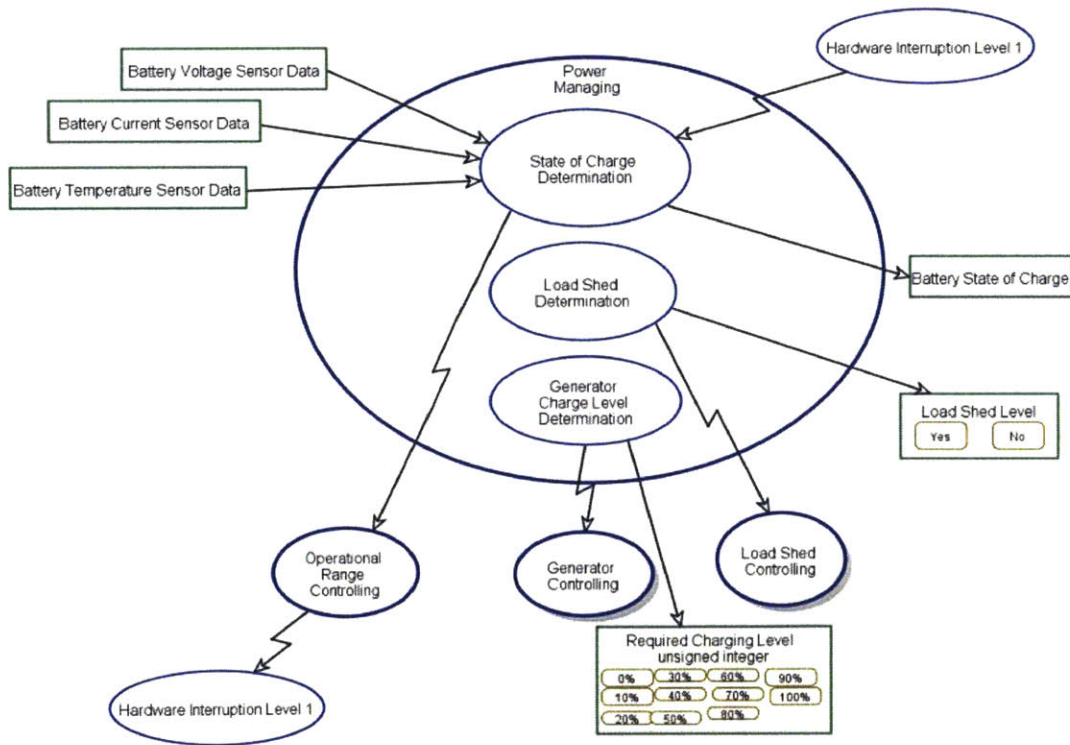 Hardware Interruption Level 1
Power
Managing
Battery Voltage Sensor Data
Battery Current Sensor Data
Battery Temperature Sensor Data
State of Charge
Determination
Battery State of Charge
Load Shed
Determination
Generator
Charge Level
Determination
Load Shed Level
Yes No
Operational
Range
Controlling
Generator
Controlling
Load Shed
Controlling
Required Charging Level
unsigned integer
0% 30% 60% 90%
10% 40% 70% 100%
20% 50% 80%
Hardware Interruption Level 1